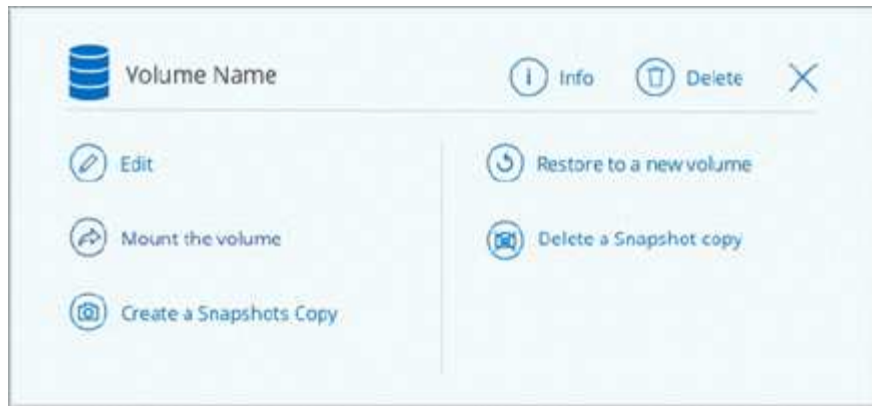 Volume Name
Info
Delete
Edit
Mount the volume
Create a Snapshots Copy
Restore to a new volume
Delete a Snapshot copy